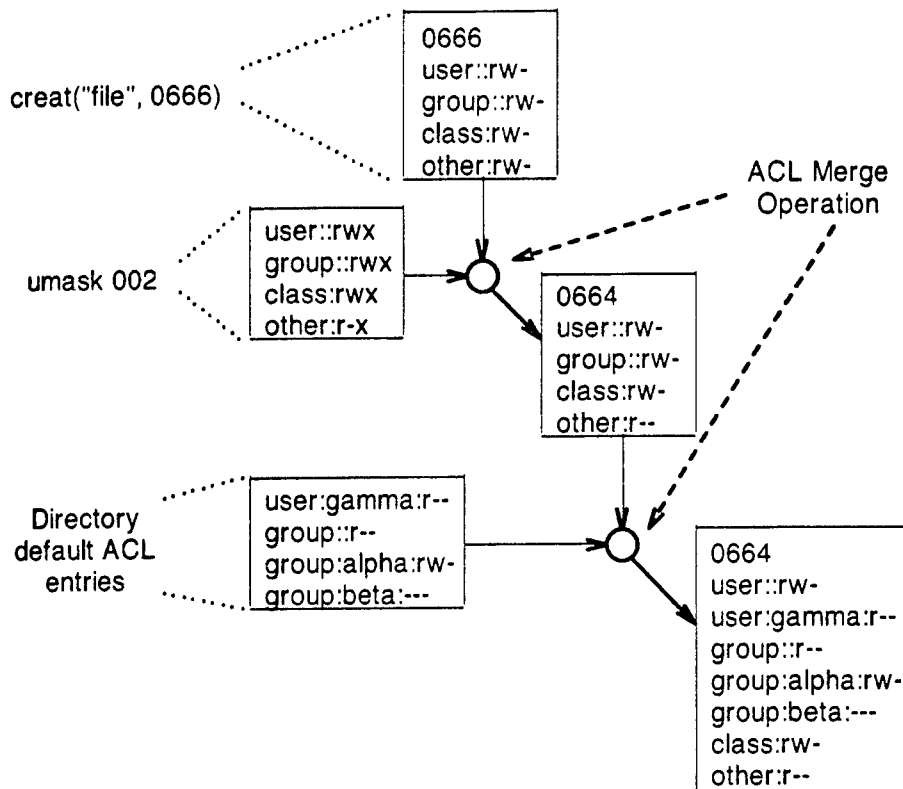 creat("file", 0666)
0666
user::rw-
group::rw-
class:rw-
other:rw-
ACL Merge
Operation
umask 002
user::rwx
group::rwx
class:rwx
other:r-x
0664
user::rw-
group::rw-
class:rw-
other:r--
Directory
default ACL
entries
user:gamma:r--
group::r--
group:alpha:rw-
group:beta:---
0664
user::rw-
user:gamma:r--
group::r--
group:alpha:rw-
group:beta:---
class:rw-
other:r--